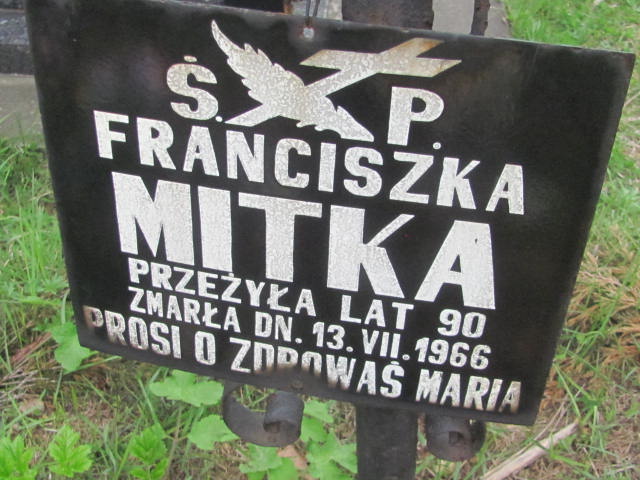 Ś. P.
FRANCISZKA
MITKA
PRZEŻYŁA LAT 90
ZMARŁA DN. 13. VII. 1966
PROSI O ZDROWAŚ MARIA